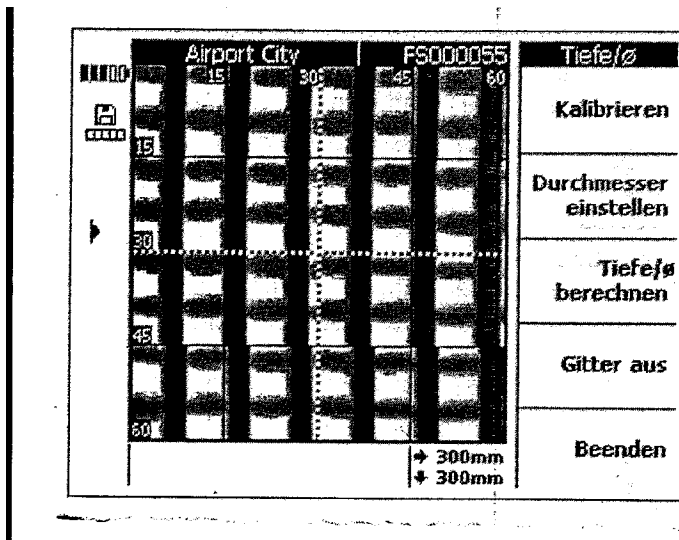 Airport City FS000055 Tiefe/ø
15 30 45 60
Kalibrieren
15
Durchmesser
einstellen
30
Tiefe/ø
berechnen
45
Gitter aus
60
Beenden
→ 300mm
↓ 300mm